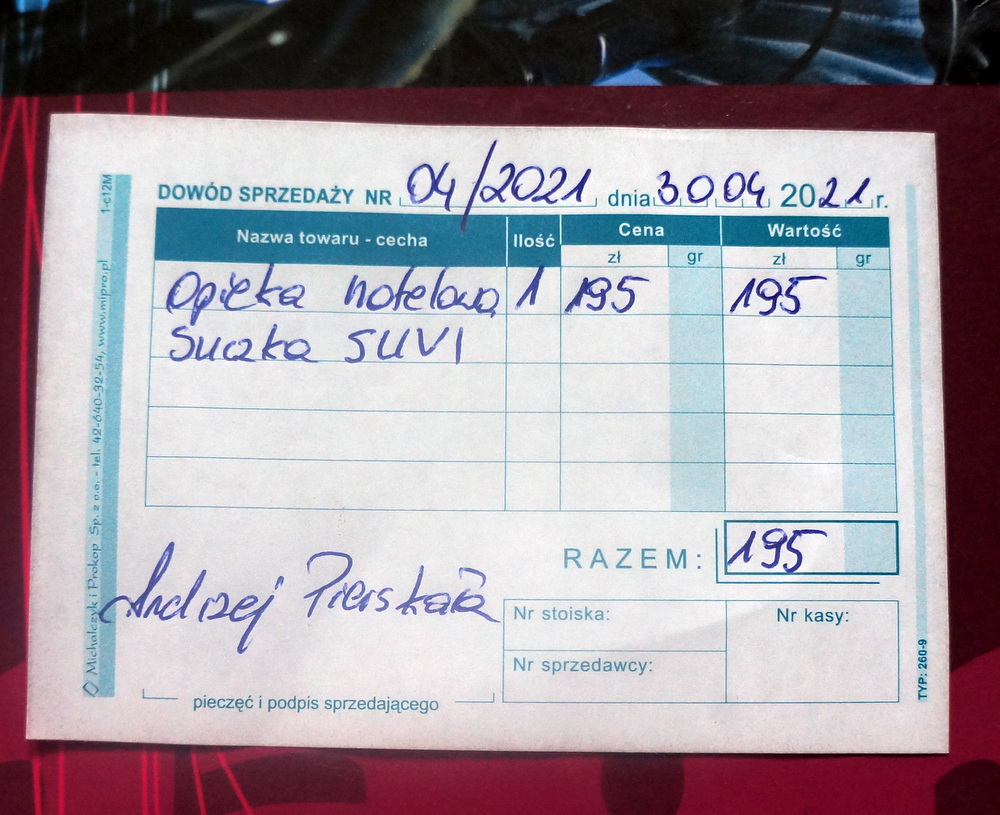 DOWÓD SPRZEDAŻY NR 04/2021 dnia 30 04 2021 r.
Nazwa towaru - cecha Ilość Cena Wartość
zł gr zł gr
Opieka hotelowa 1 195 195
Suczka SUVI
RAZEM: 195
Andrzej Pierskała
Nr stoiska: Nr kasy:
Nr sprzedawcy:
pieczęć i podpis sprzedającego
Michalczyk i Prokop Sp. z o.o. - tel. 42-640-32-54, www.mipro.pl
1-c12M
TYP: 260-9